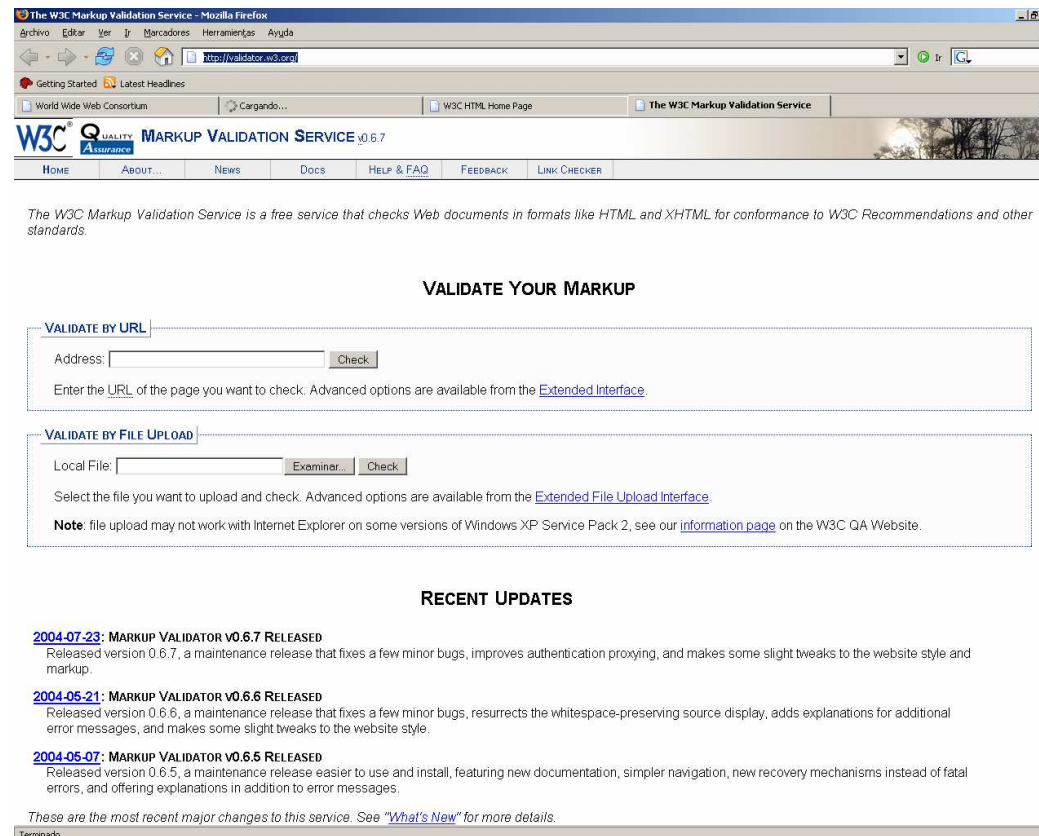 The W3C Markup Validation Service - Mozilla Firefox
Archivo Editar Ver Ir Marcadores Herramientas Ayuda
http://validator.w3.org/ Ir G
Getting Started Latest Headlines
World Wide Web Consortium Cargando... W3C HTML Home Page The W3C Markup Validation Service
W3C® QUALITY Assurance MARKUP VALIDATION SERVICE v0.6.7
HOME ABOUT... NEWS DOCS HELP & FAQ FEEDBACK LINK CHECKER
The W3C Markup Validation Service is a free service that checks Web documents in formats like HTML and XHTML for conformance to W3C Recommendations and other
standards.
VALIDATE YOUR MARKUP
VALIDATE BY URL
Address: Check
Enter the URL of the page you want to check. Advanced options are available from the Extended Interface.
VALIDATE BY FILE UPLOAD
Local File: Examinar... Check
Select the file you want to upload and check. Advanced options are available from the Extended File Upload Interface.
Note: file upload may not work with Internet Explorer on some versions of Windows XP Service Pack 2, see our information page on the W3C QA Website.
RECENT UPDATES
2004-07-23: MARKUP VALIDATOR V0.6.7 RELEASED
Released version 0.6.7, a maintenance release that fixes a few minor bugs, improves authentication proxying, and makes some slight tweaks to the website style and
markup.
2004-05-21: MARKUP VALIDATOR V0.6.6 RELEASED
Released version 0.6.6, a maintenance release that fixes a few minor bugs, resurrects the whitespace-preserving source display, adds explanations for additional
error messages, and makes some slight tweaks to the website style.
2004-05-07: MARKUP VALIDATOR V0.6.5 RELEASED
Released version 0.6.5, a maintenance release easier to use and install, featuring new documentation, simpler navigation, new recovery mechanisms instead of fatal
errors, and offering explanations in addition to error messages.
These are the most recent major changes to this service. See "What's New" for more details.
Terminado